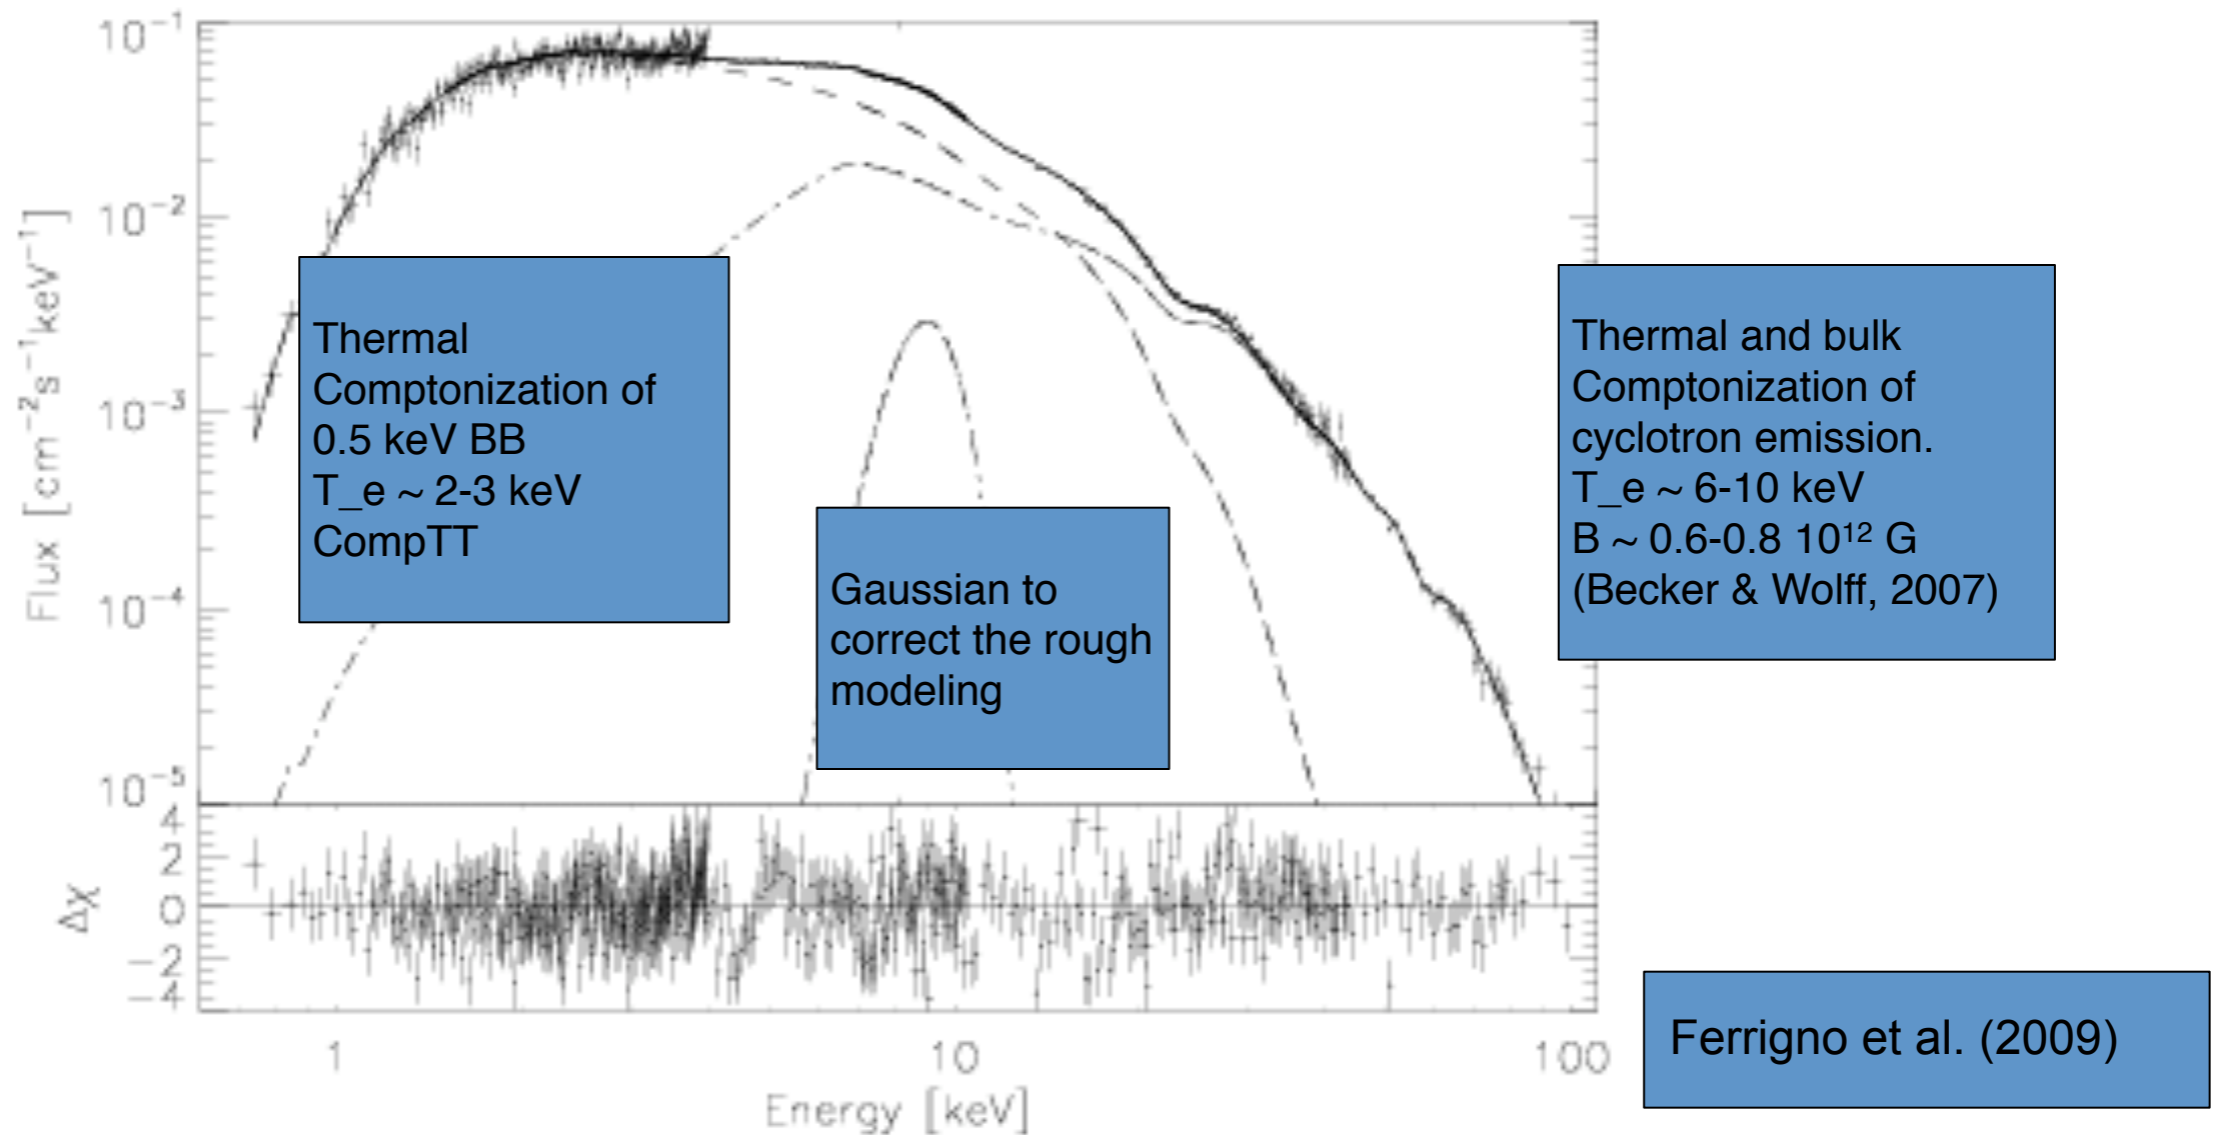 10⁻¹
10⁻²
10⁻³
10⁻⁴
10⁻⁵
Flux [cm⁻²s⁻¹keV⁻¹]
Thermal
Comptonization of
0.5 keV BB
T_e ~ 2-3 keV
CompTT
Gaussian to
correct the rough
modeling
Thermal and bulk
Comptonization of
cyclotron emission.
T_e ~ 6-10 keV
B ~ 0.6-0.8 10¹² G
(Becker & Wolff, 2007)
4
2
0
−2
−4
Δχ
1 10 100
Energy [keV]
Ferrigno et al. (2009)